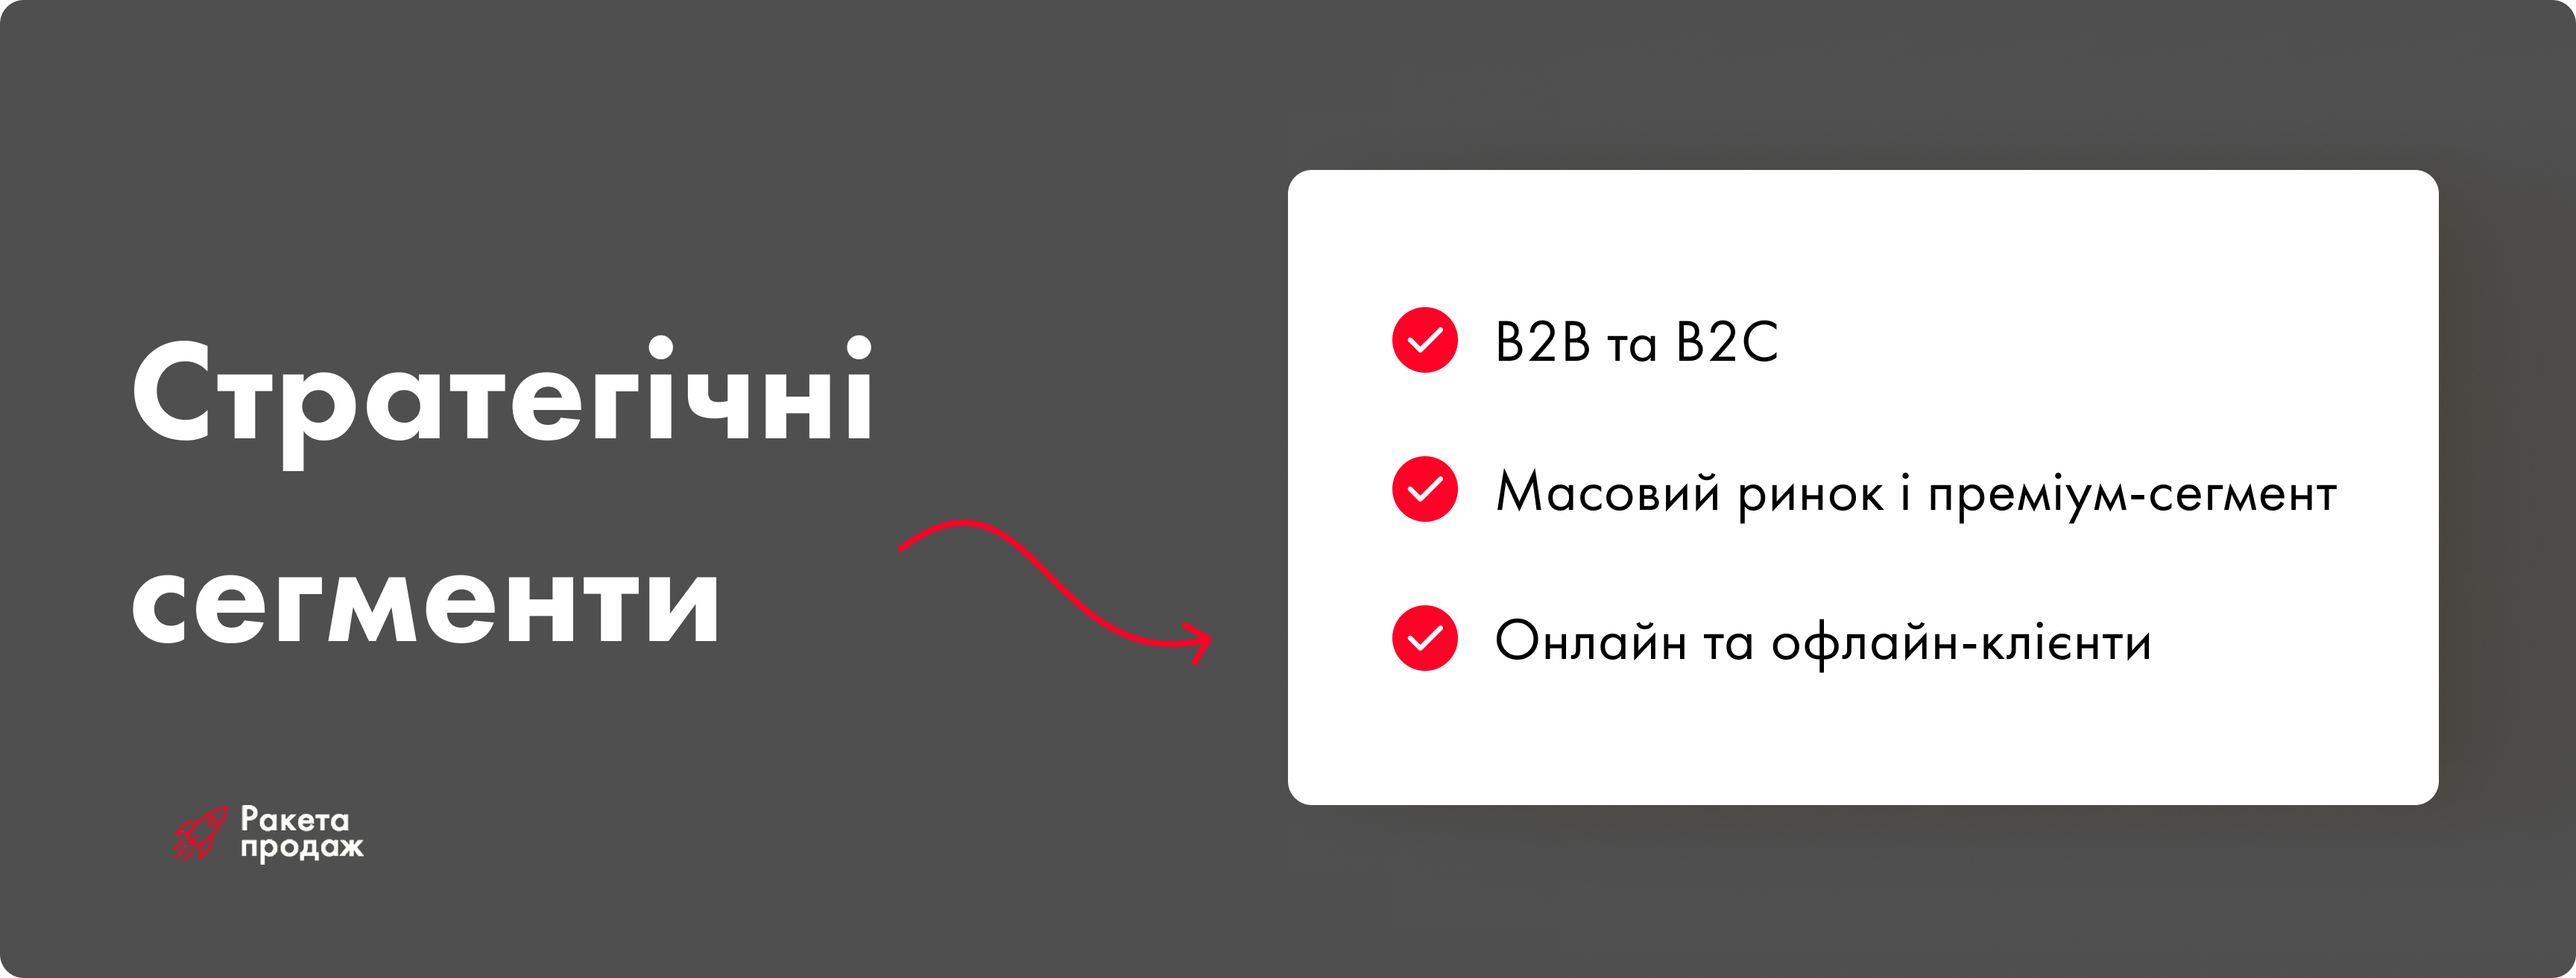 Стратегічні
сегменти
B2B та B2C
Масовий ринок і преміум-сегмент
Онлайн та офлайн-клієнти
Ракета
продаж